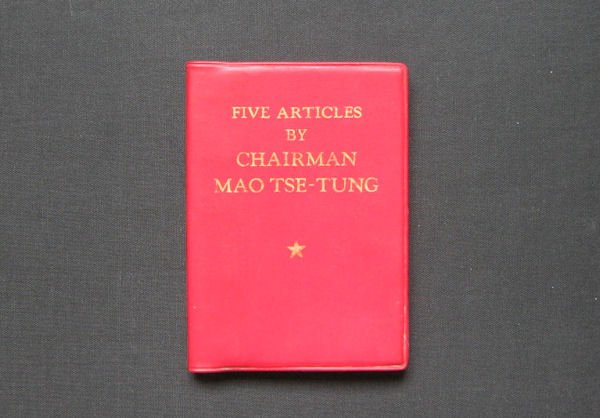 FIVE ARTICLES
BY
CHAIRMAN
MAO TSE-TUNG